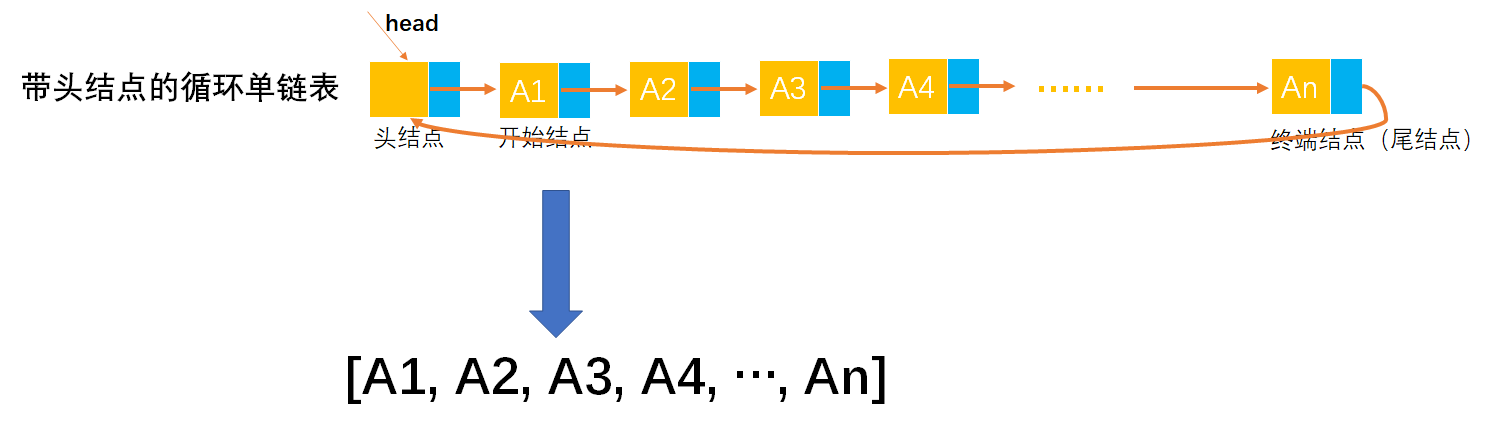 head
带头结点的循环单链表
A1 A2 A3 A4 ...... An
头结点 开始结点 终端结点（尾结点）
[A1, A2, A3, A4, ···, An]